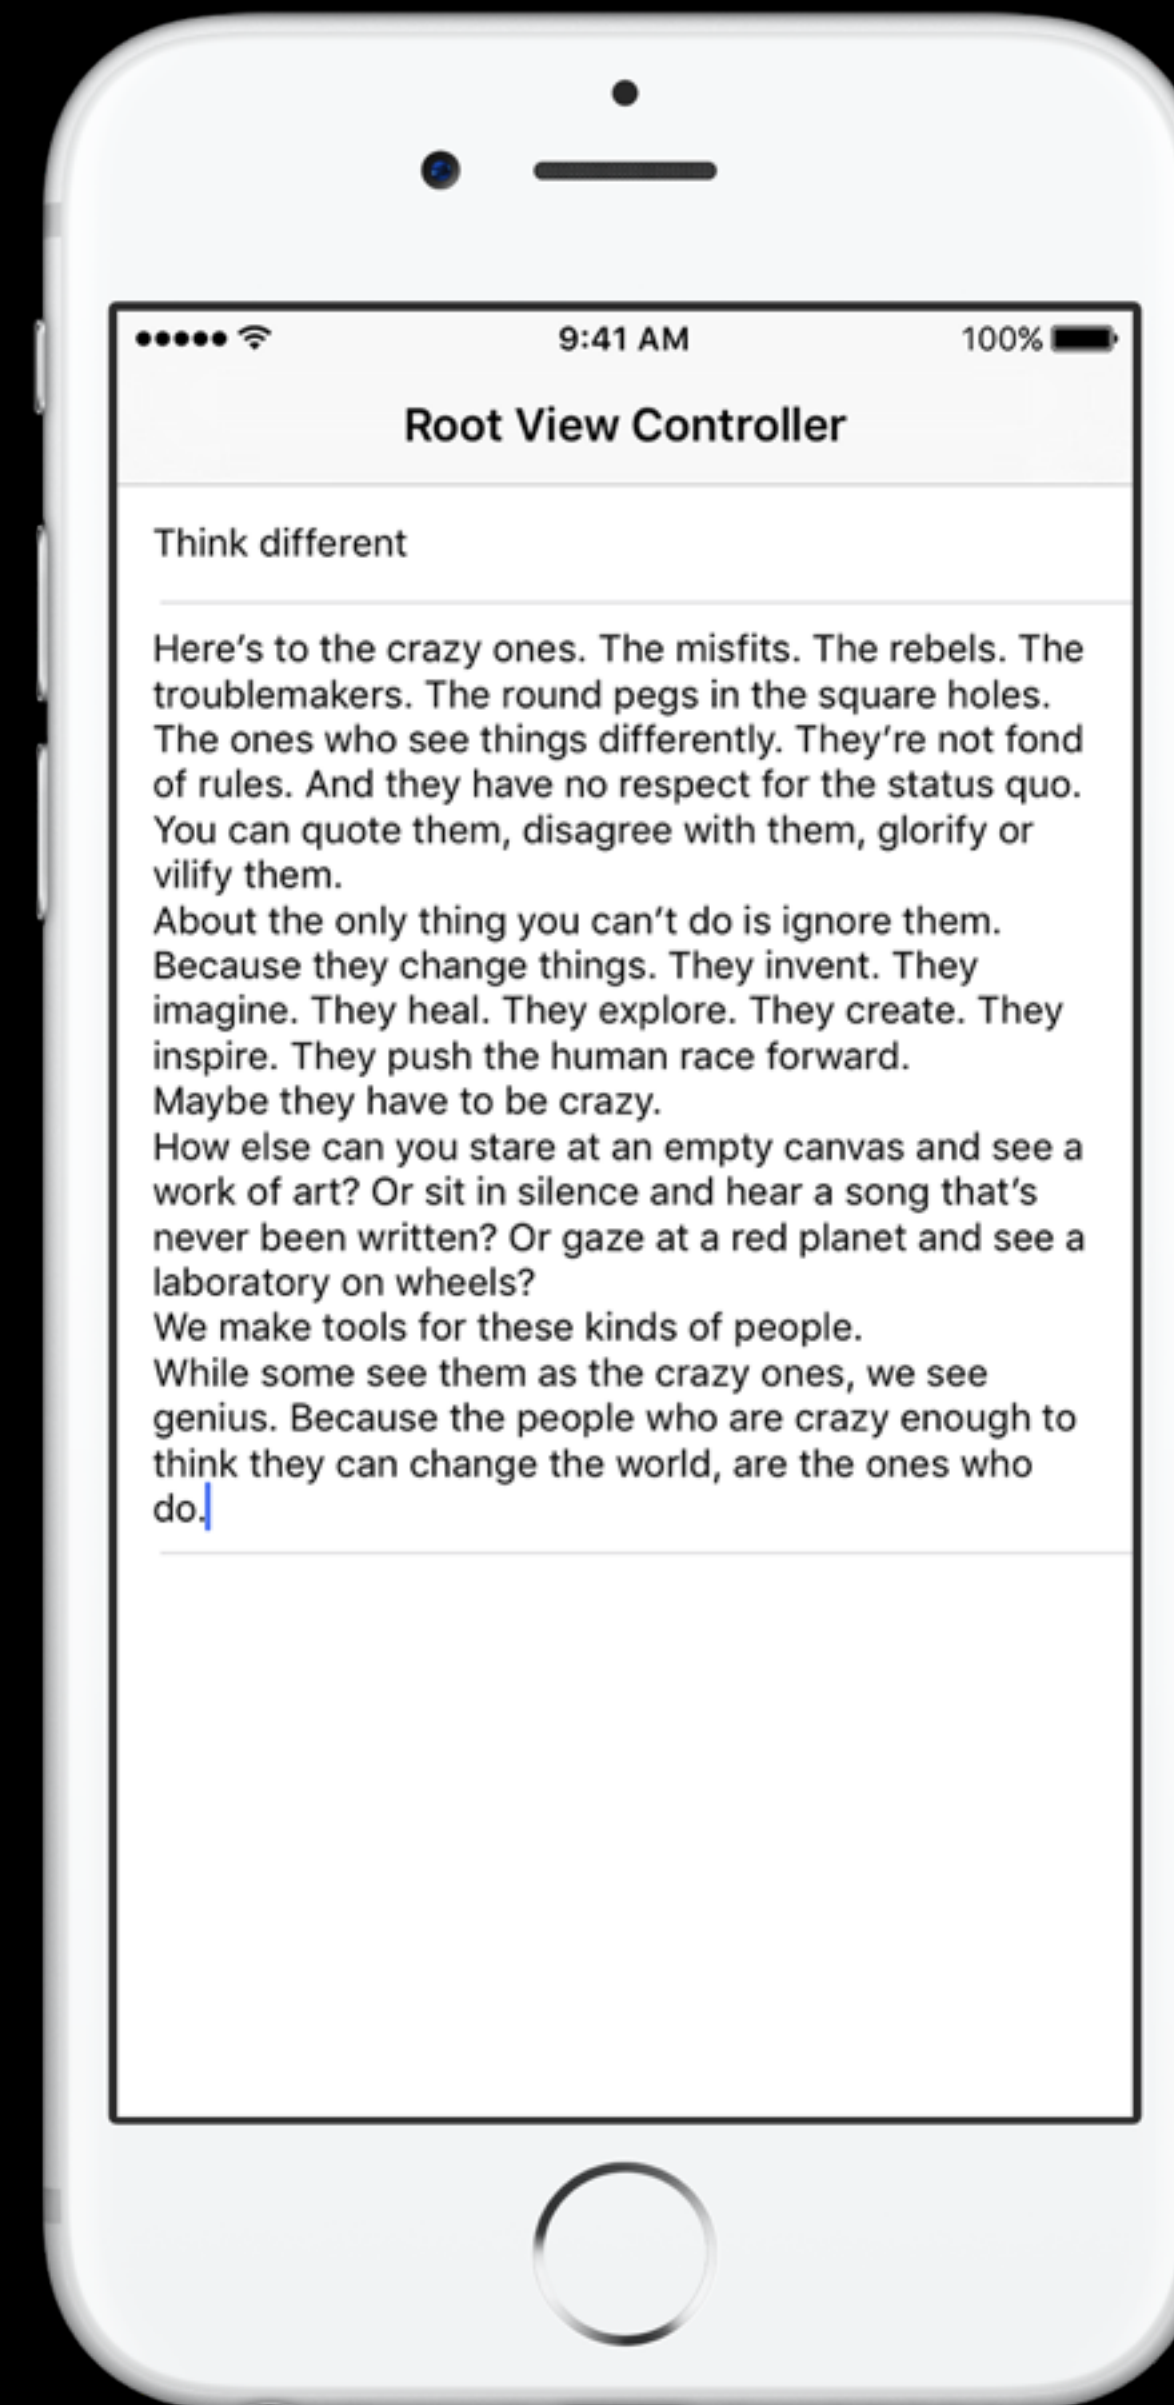 9:41 AM
100%
Root View Controller
Think different
Here’s to the crazy ones. The misfits. The rebels. The
troublemakers. The round pegs in the square holes.
The ones who see things differently. They’re not fond
of rules. And they have no respect for the status quo.
You can quote them, disagree with them, glorify or
vilify them.
About the only thing you can’t do is ignore them.
Because they change things. They invent. They
imagine. They heal. They explore. They create. They
inspire. They push the human race forward.
Maybe they have to be crazy.
How else can you stare at an empty canvas and see a
work of art? Or sit in silence and hear a song that’s
never been written? Or gaze at a red planet and see a
laboratory on wheels?
We make tools for these kinds of people.
While some see them as the crazy ones, we see
genius. Because the people who are crazy enough to
think they can change the world, are the ones who
do.